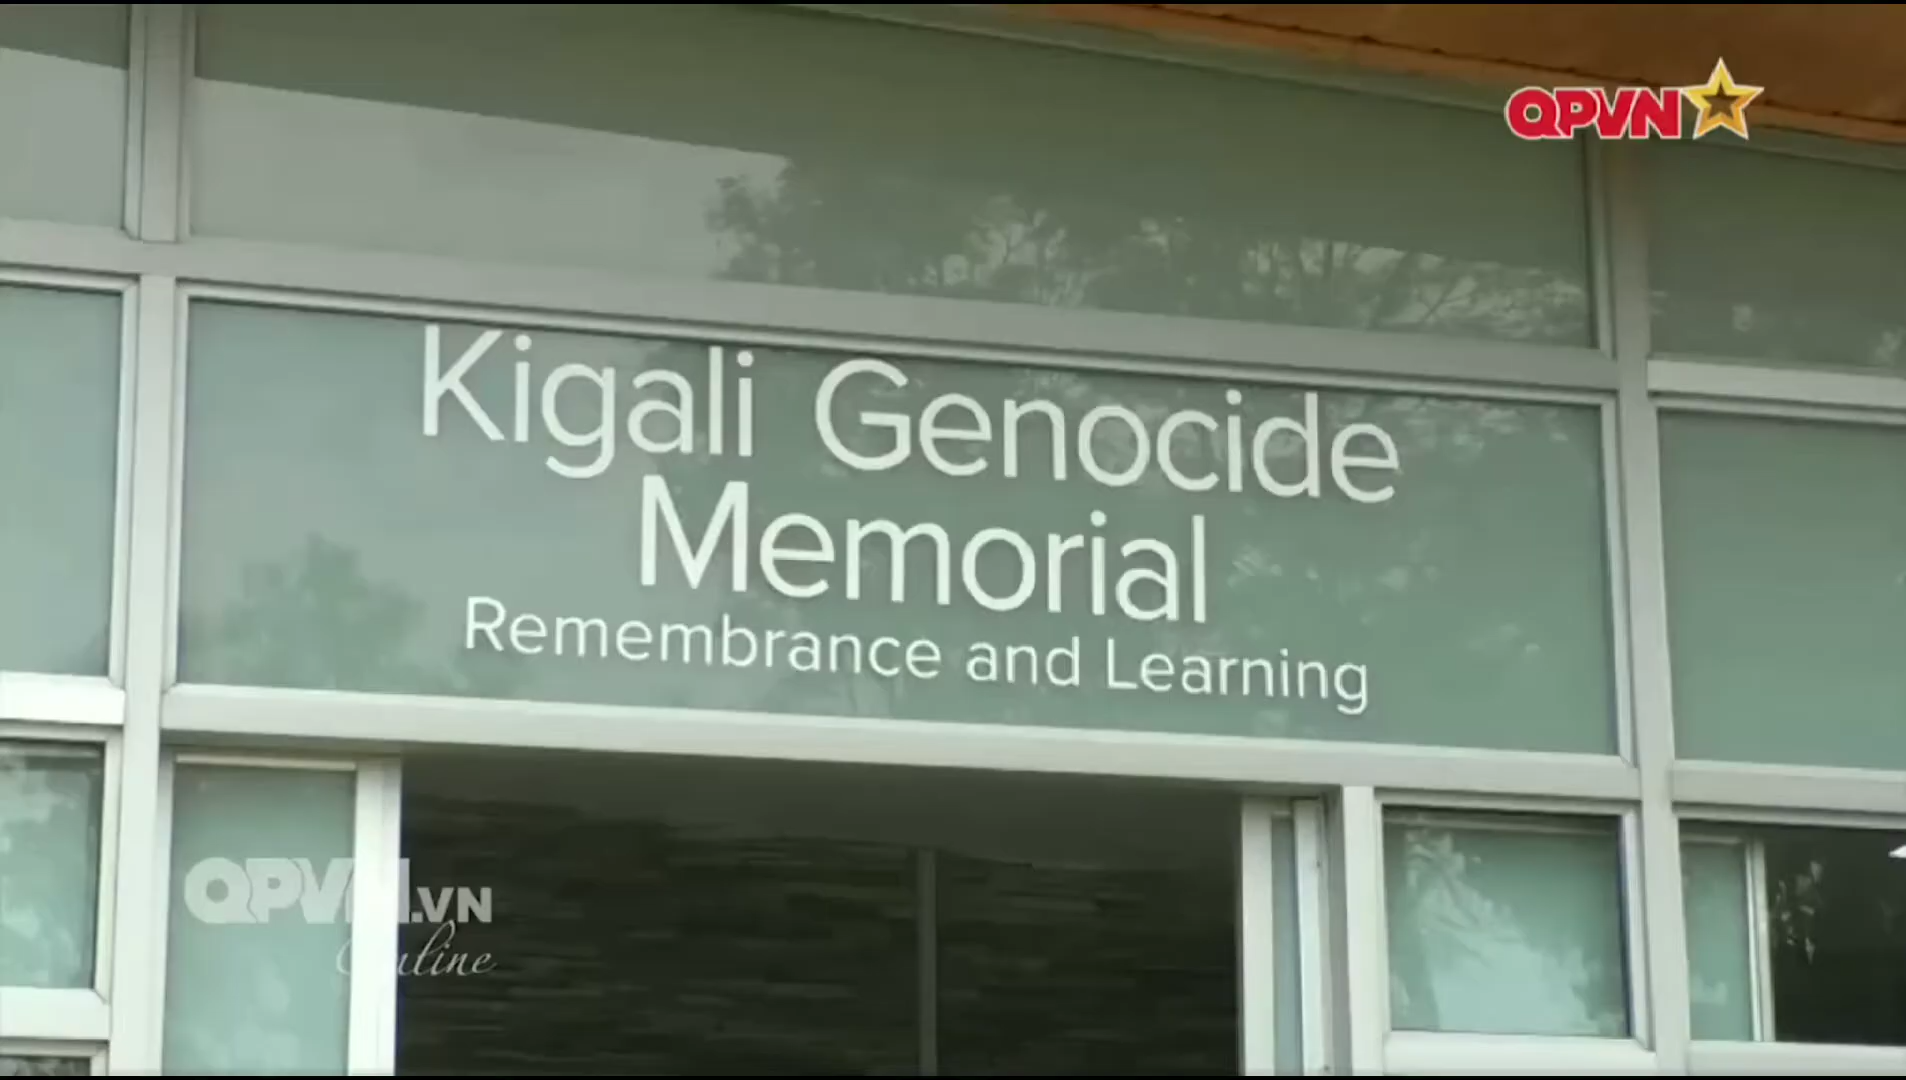 QPVN
Kigali Genocide
Memorial
Remembrance and Learning
QPVN.VN
Online